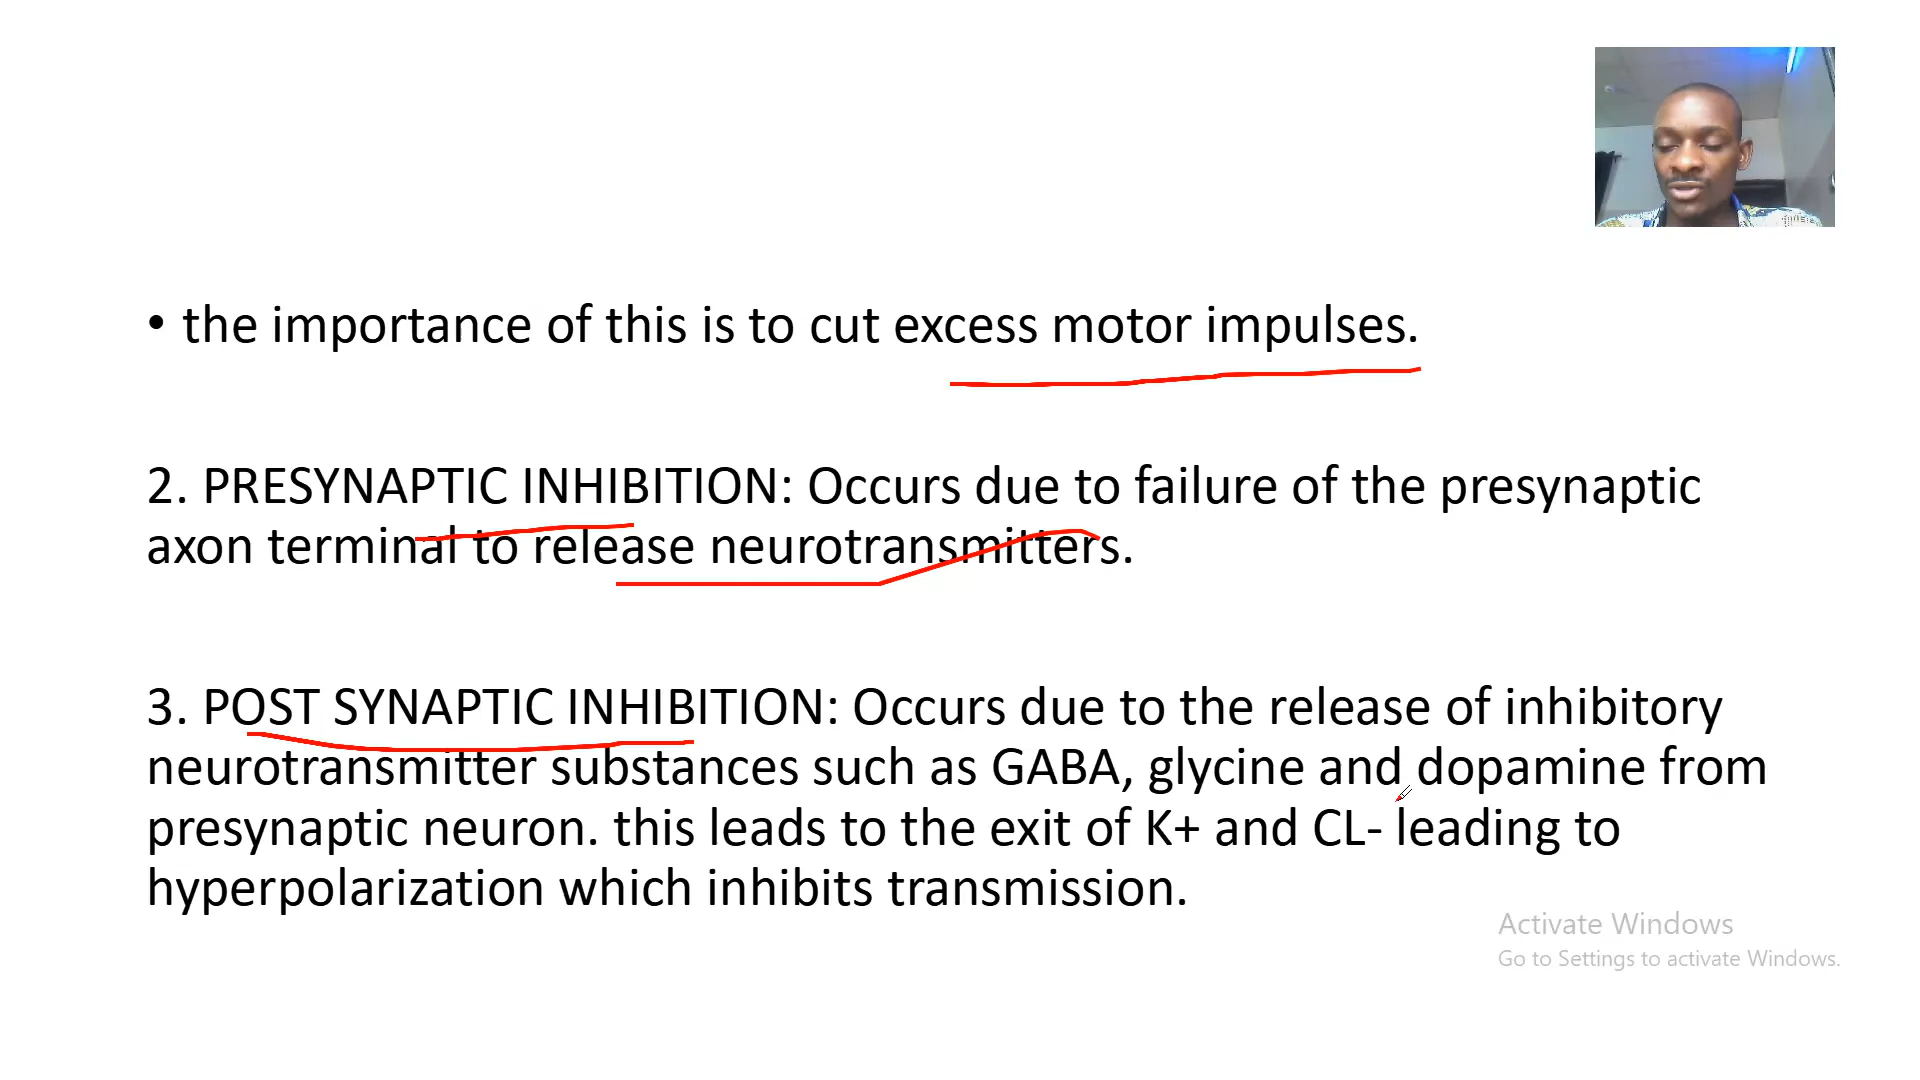 • the importance of this is to cut excess motor impulses.
2. PRESYNAPTIC INHIBITION: Occurs due to failure of the presynaptic
axon terminal to release neurotransmitters.
3. POST SYNAPTIC INHIBITION: Occurs due to the release of inhibitory
neurotransmitter substances such as GABA, glycine and dopamine from
presynaptic neuron. this leads to the exit of K+ and CL- leading to
hyperpolarization which inhibits transmission.
Activate Windows
Go to Settings to activate Windows.